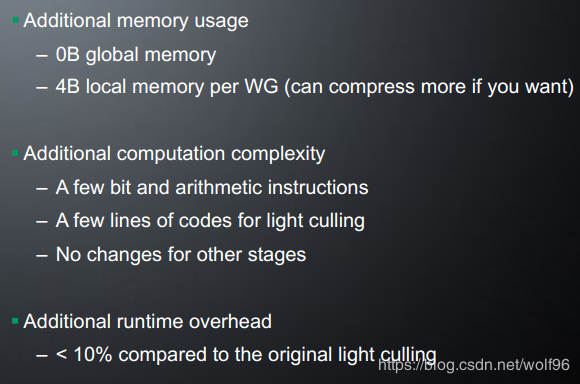 Additional memory usage
– 0B global memory
– 4B local memory per WG (can compress more if you want)
Additional computation complexity
– A few bit and arithmetic instructions
– A few lines of codes for light culling
– No changes for other stages
Additional runtime overhead
– < 10% compared to the original light culling
https://blog.csdn.net/wolf96